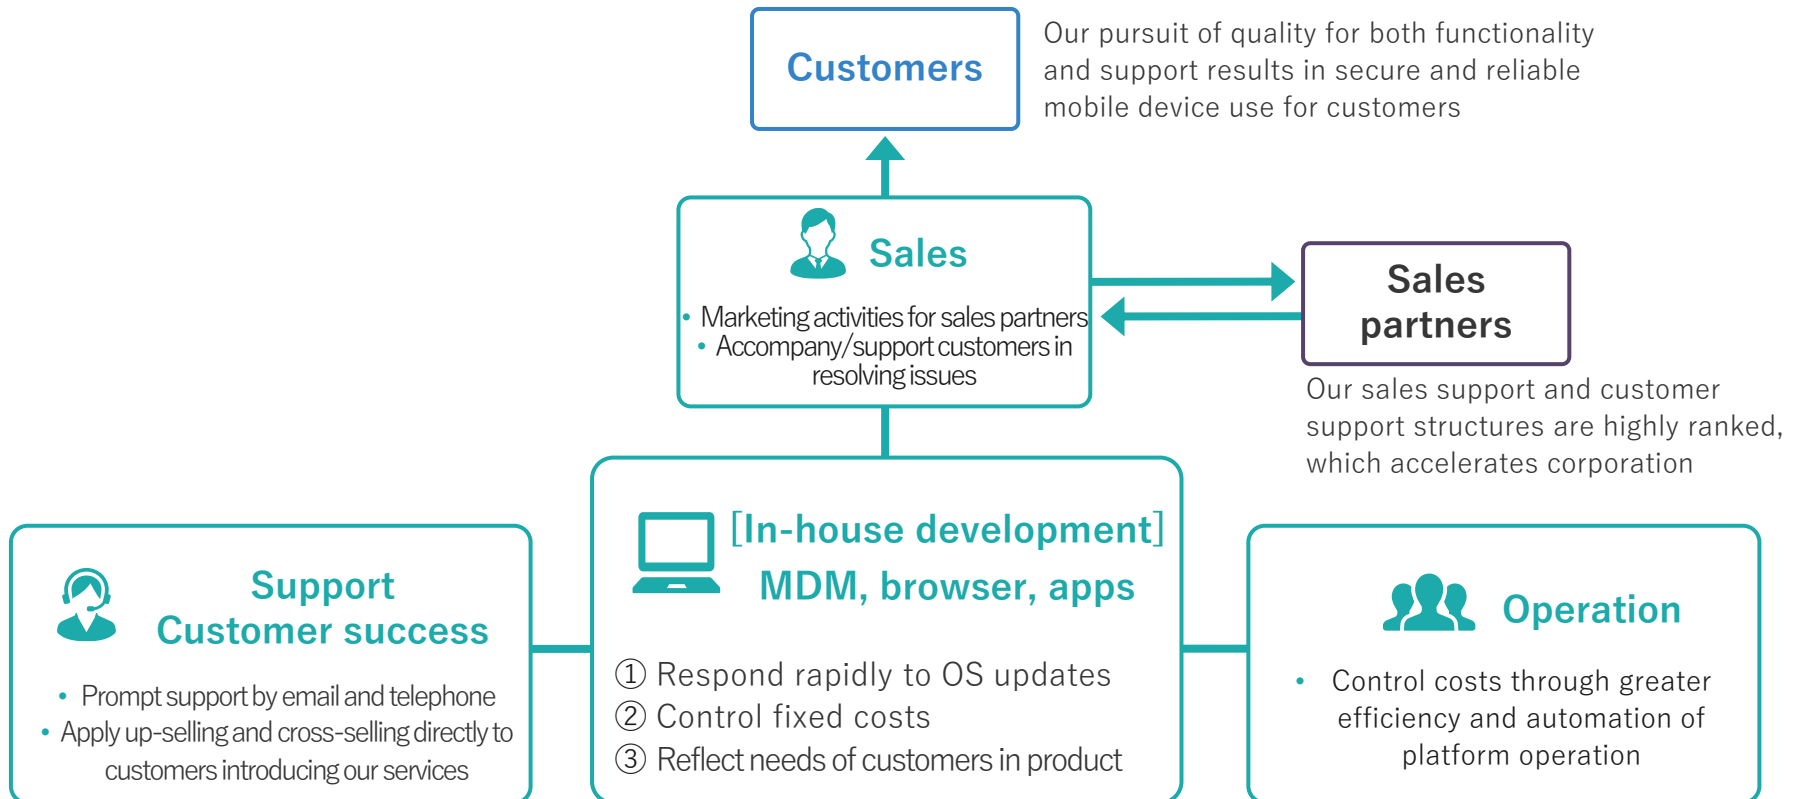 Customers
Our pursuit of quality for both functionality
and support results in secure and reliable
mobile device use for customers
Sales
• Marketing activities for sales partners
• Accompany/support customers in
resolving issues
Sales
partners
Our sales support and customer
support structures are highly ranked,
which accelerates corporation
[In-house development]
MDM, browser, apps
① Respond rapidly to OS updates
② Control fixed costs
③ Reflect needs of customers in product
Support
Customer success
• Prompt support by email and telephone
• Apply up-selling and cross-selling directly to
customers introducing our services
Operation
• Control costs through greater
efficiency and automation of
platform operation